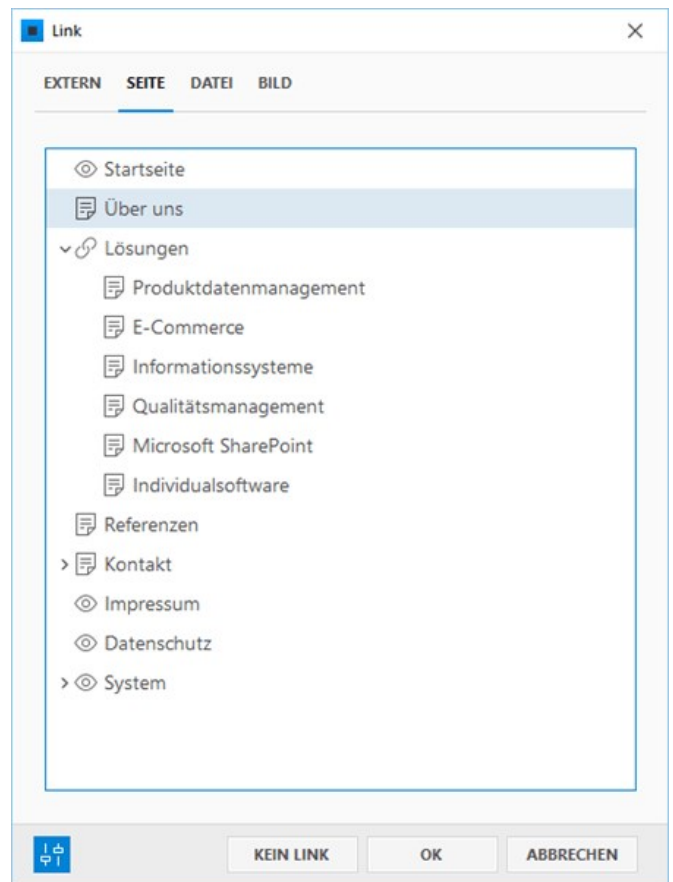 Link
EXTERN SEITE DATEI BILD
Startseite
Über uns
Lösungen
Produktdatenmanagement
E-Commerce
Informationssysteme
Qualitätsmanagement
Microsoft SharePoint
Individualsoftware
Referenzen
Kontakt
Impressum
Datenschutz
System
KEIN LINK OK ABBRECHEN